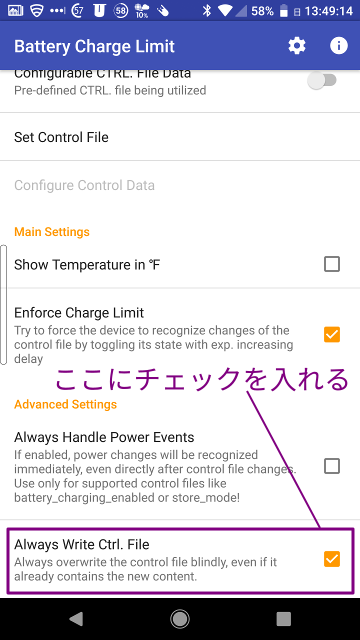 57
58
10%
58%
日 13:49:14
Battery Charge Limit
Configurable CTRL. File Data
Pre-defined CTRL. file being utilized
Set Control File
Configure Control Data
Main Settings
Show Temperature in °F
Enforce Charge Limit
Try to force the device to recognize changes of the
control file by toggling its state with exp. increasing
delay
ここにチェックを入れる
Advanced Settings
Always Handle Power Events
If enabled, power changes will be recognized
immediately, even directly after control file changes.
Use only for supported control files like
battery_charging_enabled or store_mode!
Always Write Ctrl. File
Always overwrite the control file blindly, even if it
already contains the new content.